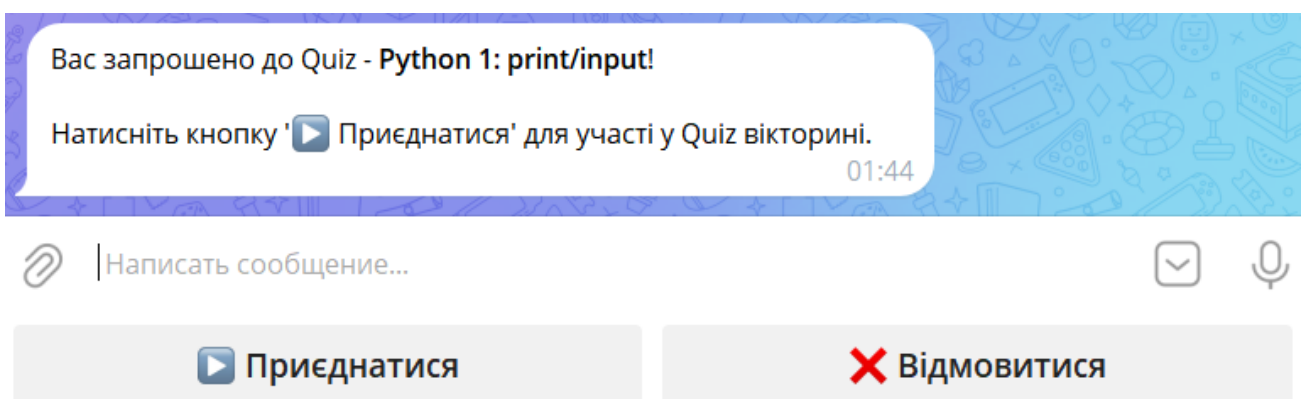 Вас запрошено до Quiz - Python 1: print/input!
Натисніть кнопку '▶️ Приєднатися' для участі у Quiz вікторині.
01:44
Написать сообщение...
▶️ Приєднатися
❌ Відмовитися